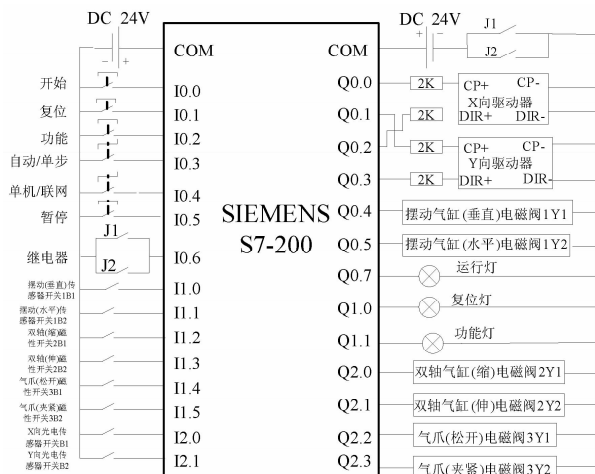 DC 24V
DC 24V
J1
+ -
- +
J2
COM
COM
开始
I0.0
Q0.0
2K
CP+
CP-
X向驱动器
复位
I0.1
Q0.1
2K
DIR+
DIR-
功能
I0.2
Q0.2
2K
CP+
CP-
Y向驱动器
自动/单步
I0.3
Q0.3
2K
DIR+
DIR-
单机/联网
I0.4
SIEMENS
S7-200
Q0.4
摆动气缸(垂直)电磁阀1Y1
暂停
I0.5
Q0.5
摆动气缸(水平)电磁阀1Y2
J1
继电器
I0.6
J2
Q0.7
运行灯
摆动(垂直)传
感器开关1B1
I1.0
Q1.0
复位灯
摆动(水平)传
感器开关1B2
I1.1
Q1.1
功能灯
双轴(缩)磁
性开关2B1
I1.2
双轴(伸)磁
性开关2B2
I1.3
Q2.0
双轴气缸(缩)电磁阀2Y1
气爪(松开)磁
性开关3B1
I1.4
Q2.1
双轴气缸(伸)电磁阀2Y2
气爪(夹紧)磁
性开关3B2
I1.5
Q2.2
气爪(松开)电磁阀3Y1
X向光电传
感器开关B1
I2.0
Q2.3
气爪(夹紧)电磁阀3Y2
Y向光电传
感器开关B2
I2.1